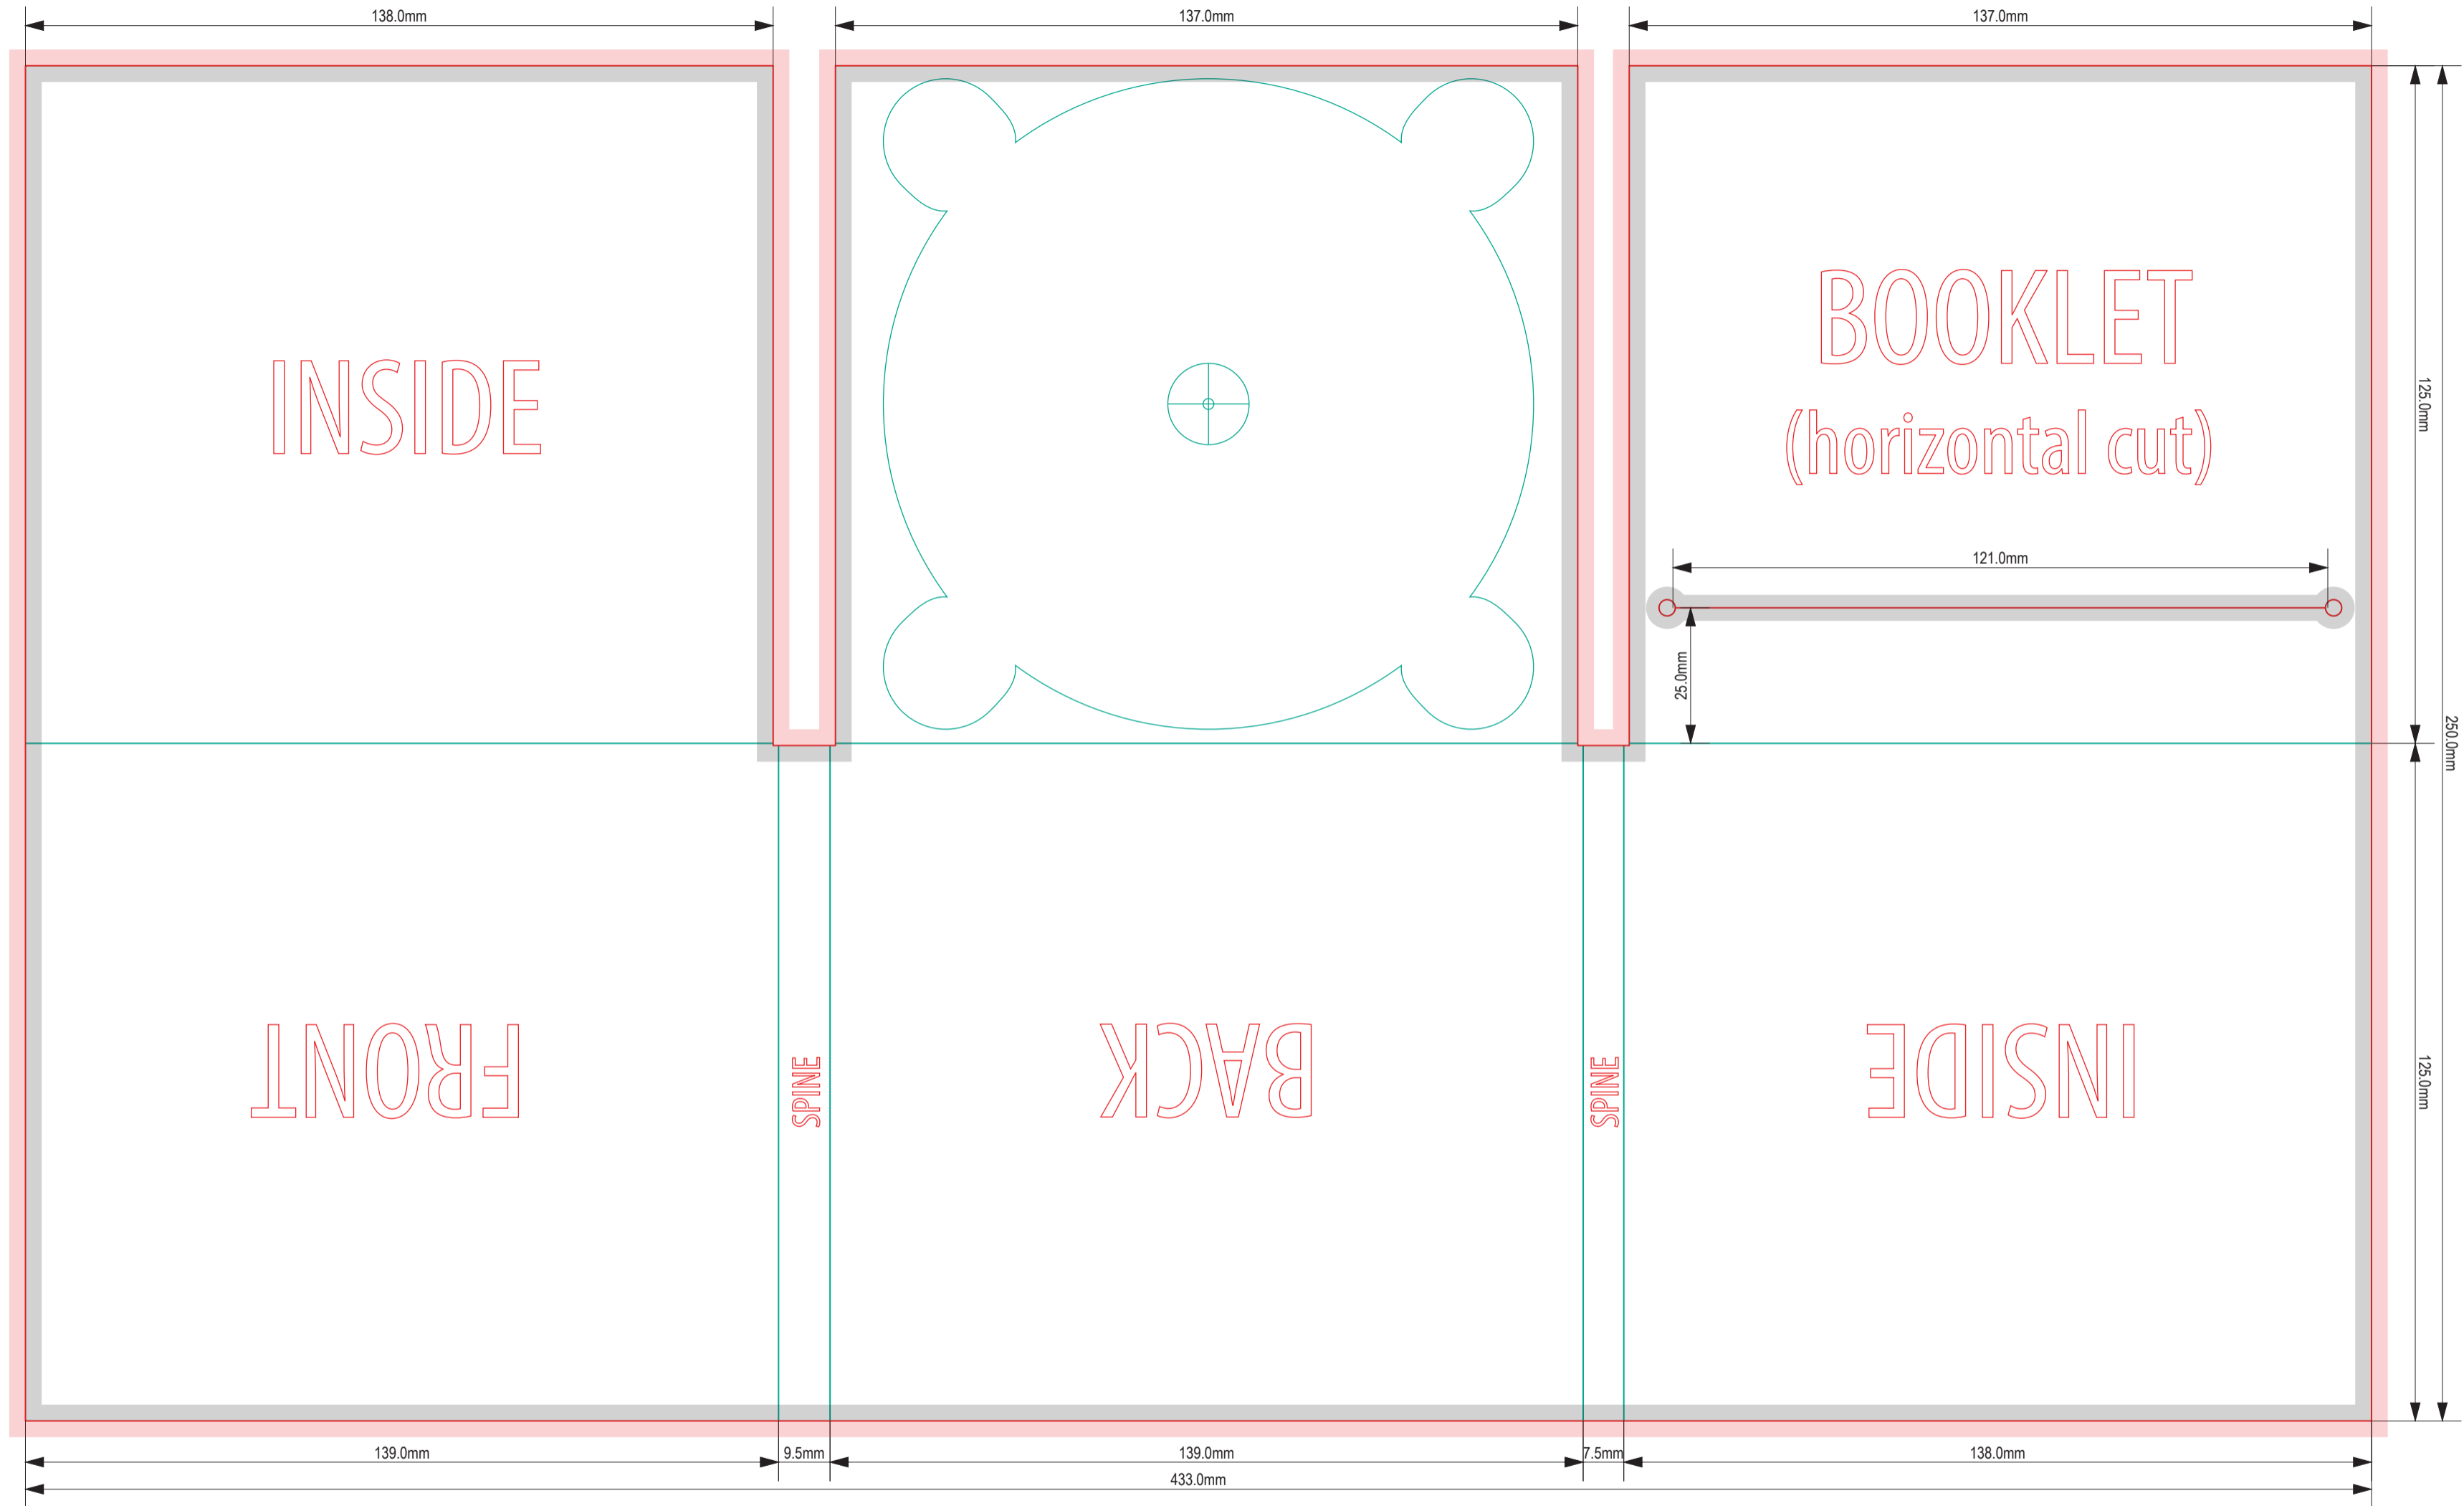 138.0mm
137.0mm
137.0mm
INSIDE
BOOKLET
(horizontal cut)
125.0mm
121.0mm
25.0mm
250.0mm
FRONT
SPINE
BACK
SPINE
INSIDE
125.0mm
139.0mm
9.5mm
139.0mm
7.5mm
138.0mm
433.0mm